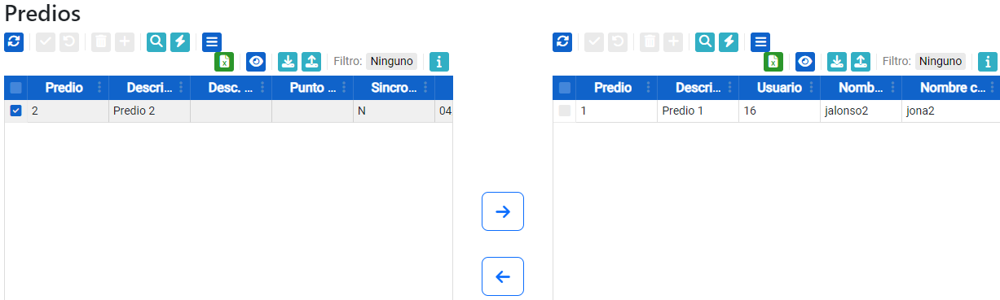 Predios
Filtro: Ninguno
Filtro: Ninguno
Predio Descri... Desc. ... Punto ... Sincro...
2 Predio 2 N 04
Predio Descri... Usuario Nomb... Nombre c...
1 Predio 1 16 jalonso2 jona2